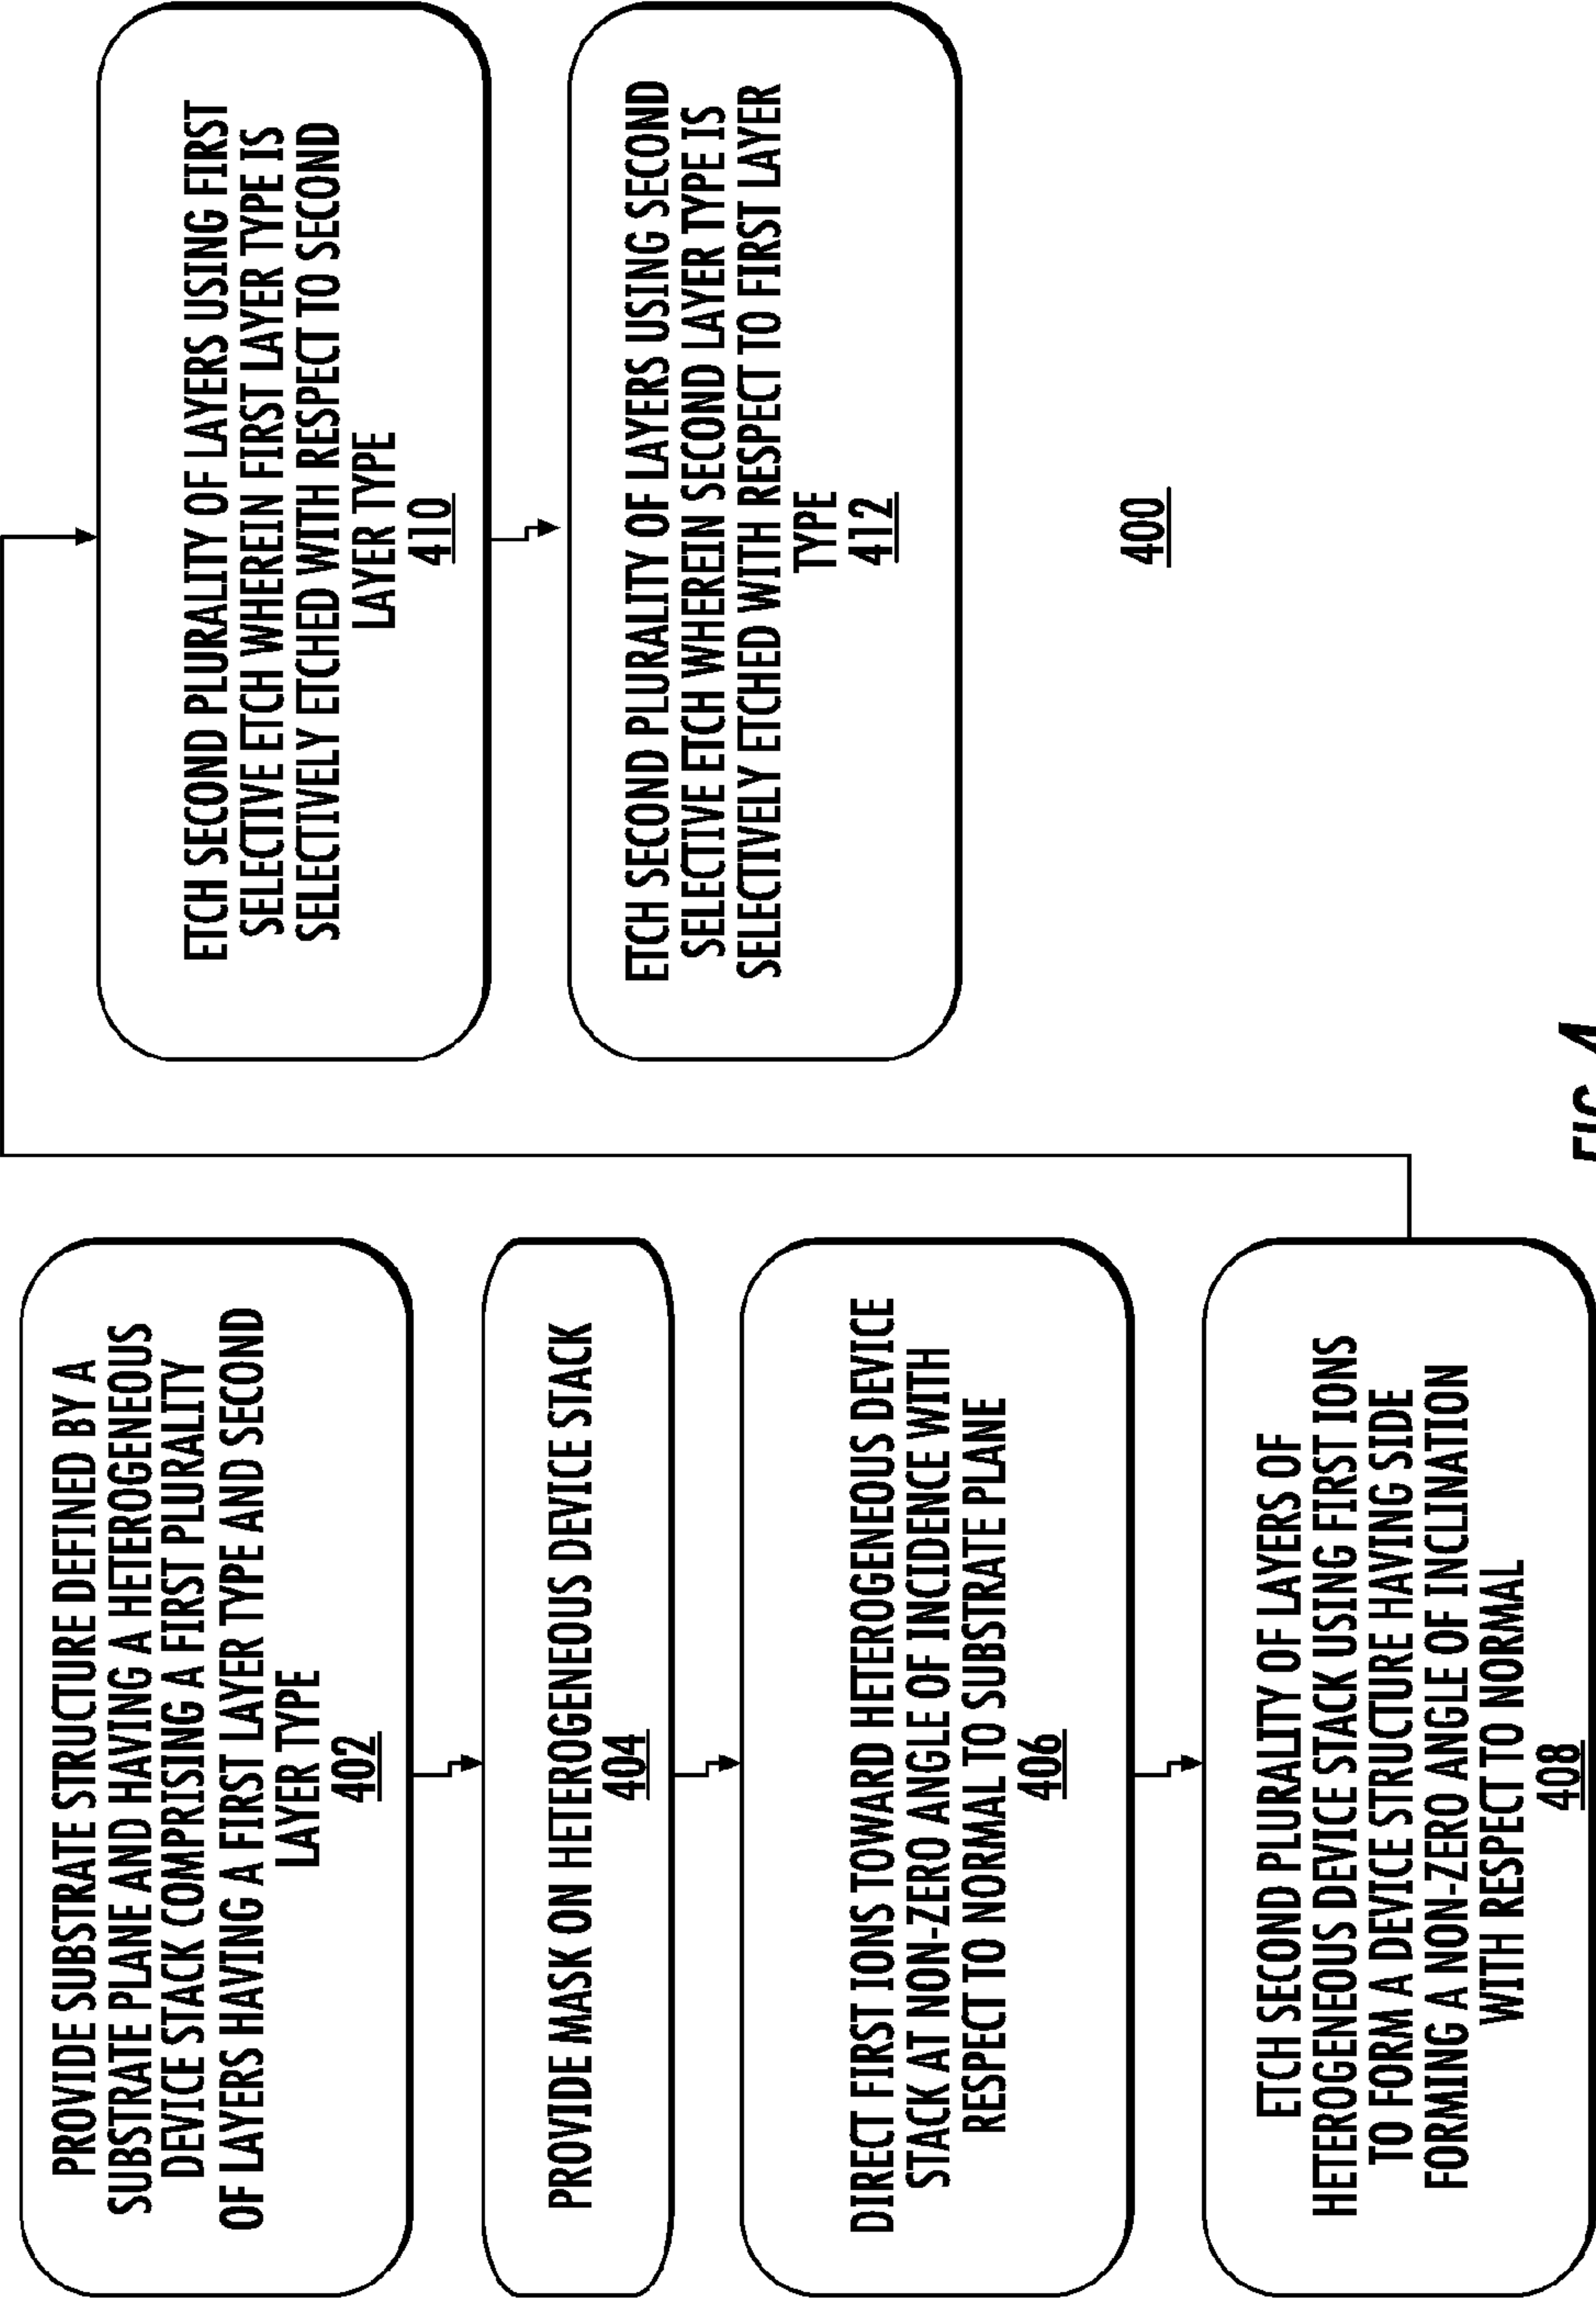 PROVIDE SUBSTRATE STRUCTURE DEFINED BY A
SUBSTRATE PLANE AND HAVING A HETEROGENEOUS
DEVICE STACK COMPRISING A FIRST PLURALITY
OF LAYERS HAVING A FIRST LAYER TYPE AND SECOND
LAYER TYPE
402
PROVIDE MASK ON HETEROGENEOUS DEVICE STACK
404
DIRECT FIRST IONS TOWARD HETEROGENEOUS DEVICE
STACK AT NON-ZERO ANGLE OF INCIDENCE WITH
RESPECT TO NORMAL TO SUBSTRATE PLANE
406
ETCH SECOND PLURALITY OF LAYERS OF
HETEROGENEOUS DEVICE STACK USING FIRST IONS
TO FORM A DEVICE STRUCTURE HAVING SIDE
FORMING A NON-ZERO ANGLE OF INCLINATION
WITH RESPECT TO NORMAL
408
ETCH SECOND PLURALITY OF LAYERS USING FIRST
SELECTIVE ETCH WHEREIN FIRST LAYER TYPE IS
SELECTIVELY ETCHED WITH RESPECT TO SECOND
LAYER TYPE
410
ETCH SECOND PLURALITY OF LAYERS USING SECOND
SELECTIVE ETCH WHEREIN SECOND LAYER TYPE IS
SELECTIVELY ETCHED WITH RESPECT TO FIRST LAYER
TYPE
412
400
FIG. 4